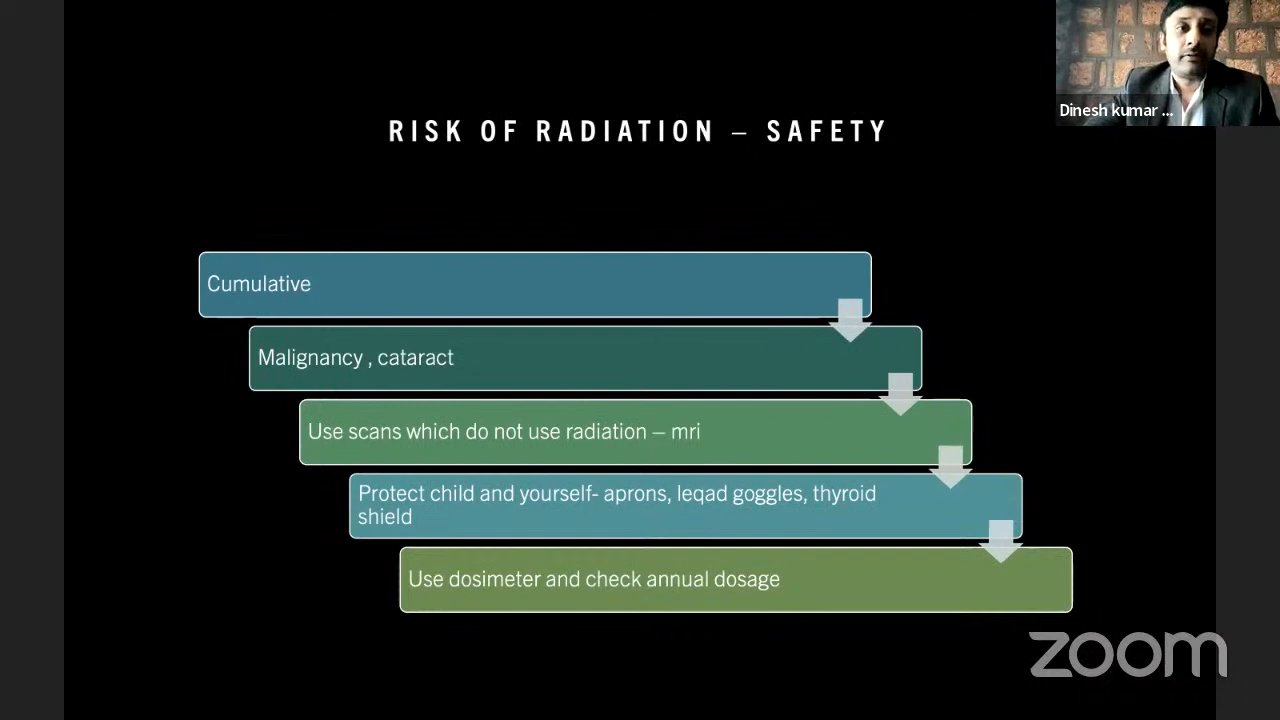 Dinesh kumar ...
RISK OF RADIATION – SAFETY
Cumulative
Malignancy , cataract
Use scans which do not use radiation – mri
Protect child and yourself- aprons, leqad goggles, thyroid
shield
Use dosimeter and check annual dosage
zoom